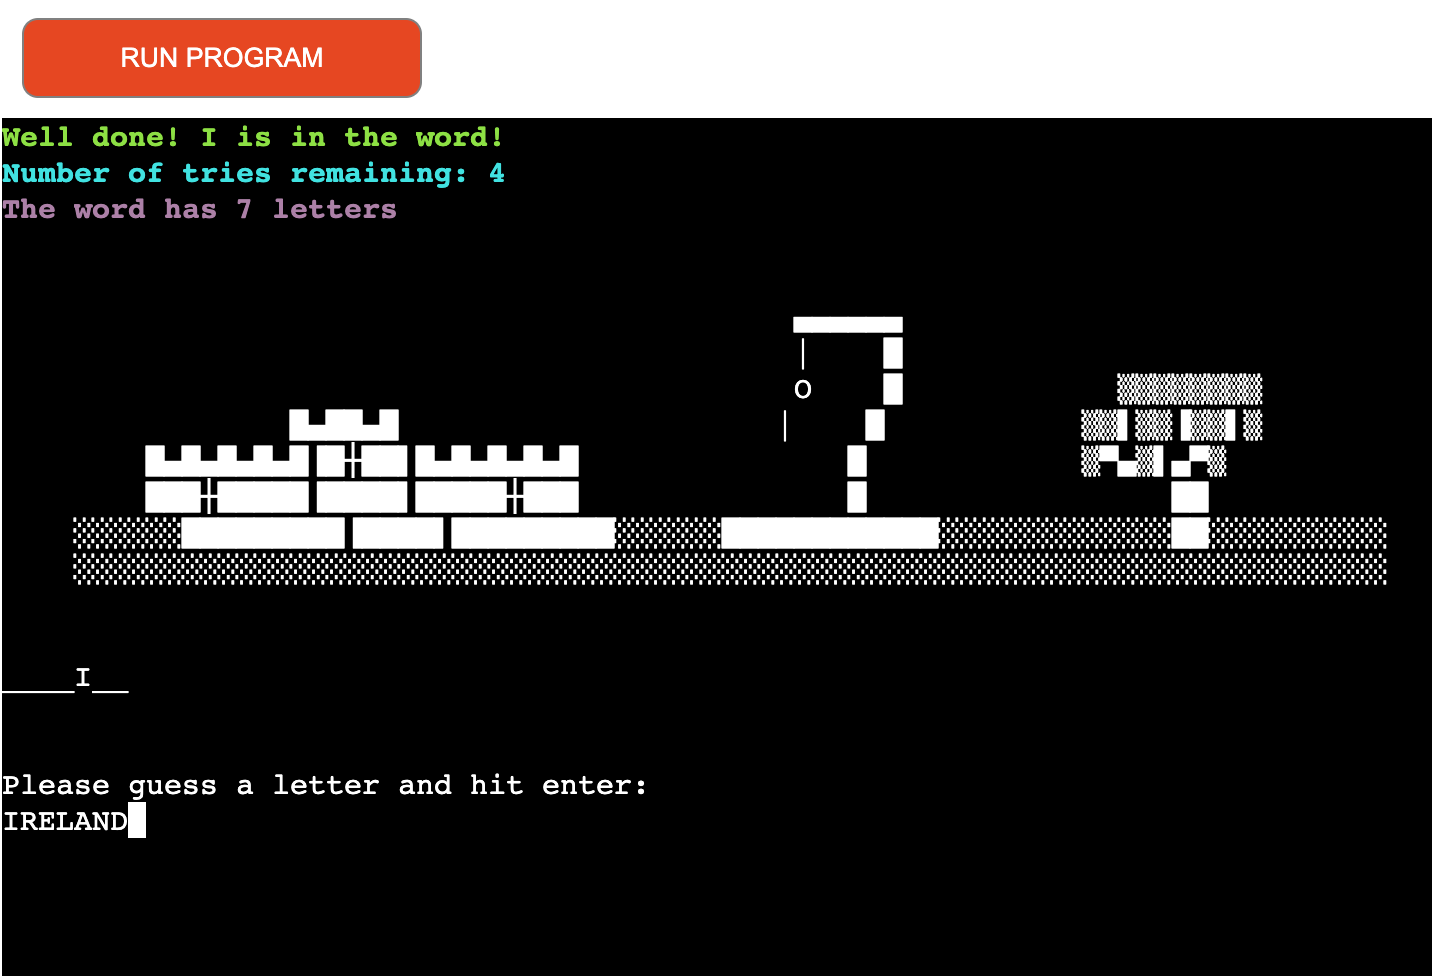 RUN PROGRAM
Well done! I is in the word!
Number of tries remaining: 4
The word has 7 letters
____I__
Please guess a letter and hit enter:
IRELAND